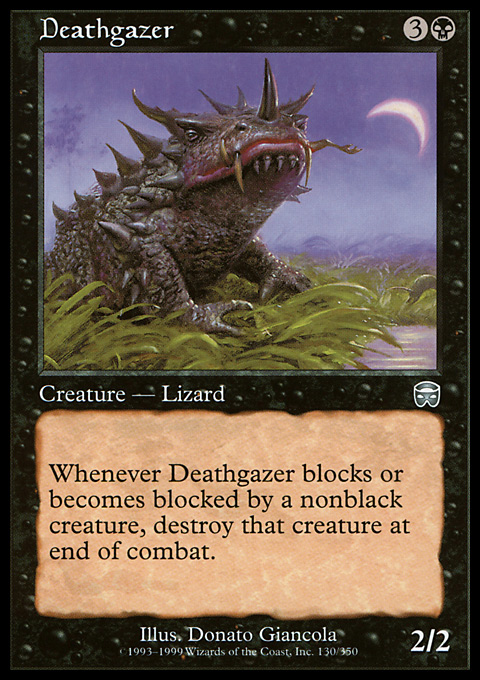 Deathgazer 3
Creature — Lizard
Whenever Deathgazer blocks or
becomes blocked by a nonblack
creature, destroy that creature at
end of combat.
Illus. Donato Giancola
©1993–1999 Wizards of the Coast, Inc. 130/350
2/2